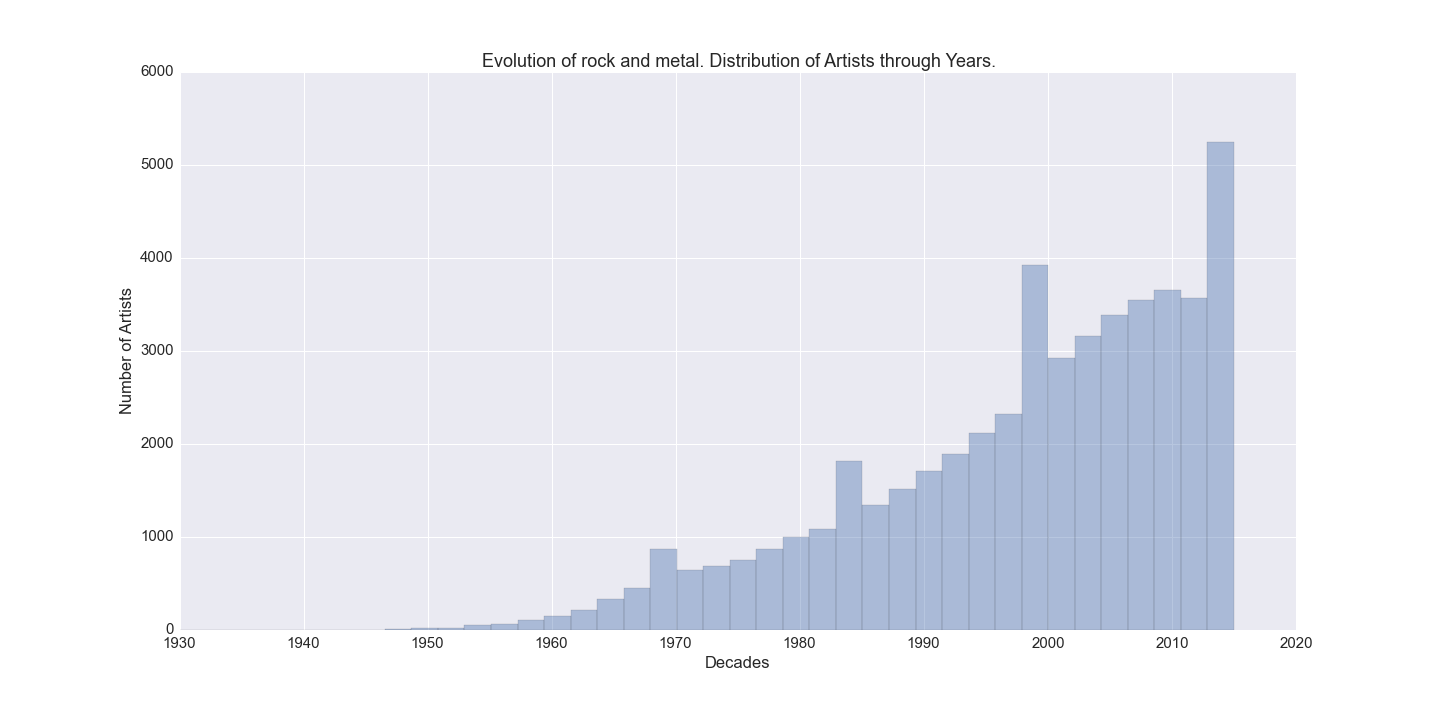 Evolution of rock and metal. Distribution of Artists through Years.
6000
5000
4000
3000
2000
1000
0
Number of Artists
1930 1940 1950 1960 1970 1980 1990 2000 2010 2020
Decades